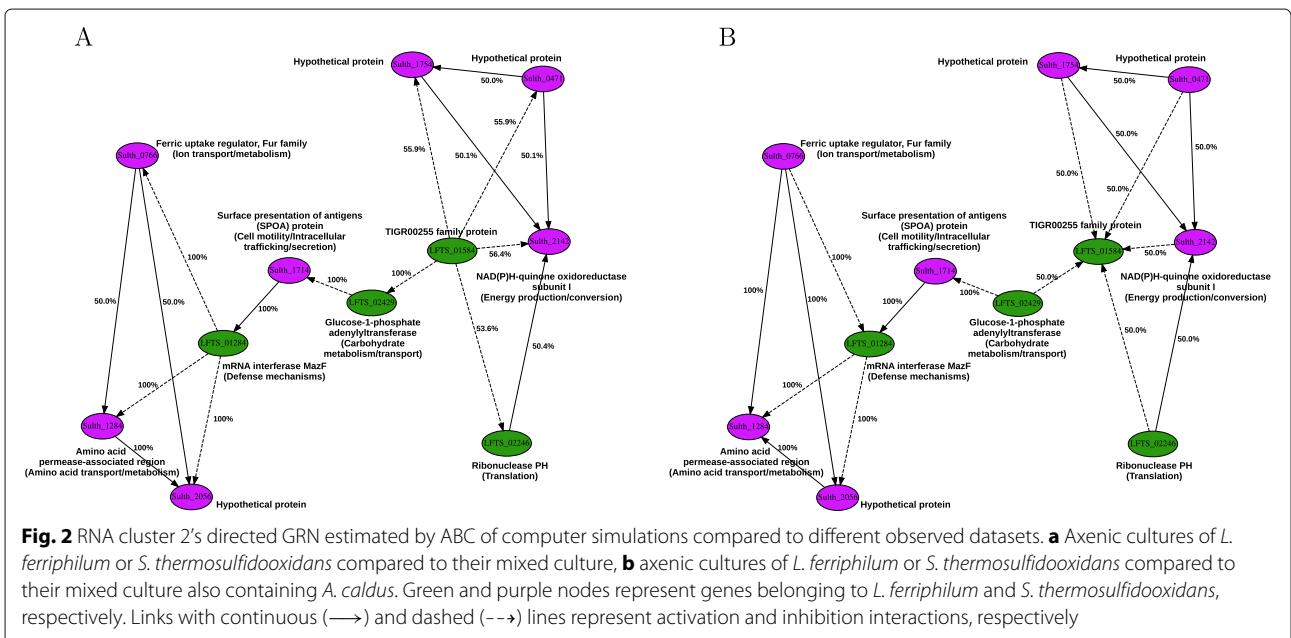 A
Hypothetical protein
Sulth_1754
Hypothetical protein
Sulth_0471
50.0%
55.9%
55.9%
50.1%
50.1%
Sulth_0766
Ferric uptake regulator, Fur family
(Ion transport/metabolism)
Surface presentation of antigens
(SPOA) protein
(Cell motility/Intracellular
trafficking/secretion)
TIGR00255 family protein
LFTS_01584
Sulth_2142
56.4%
100%
Sulth_1714
100%
100%
LFTS_02429
NAD(P)H-quinone oxidoreductase
subunit I
(Energy production/conversion)
50.0%
50.0%
100%
Glucose-1-phosphate
adenylyltransferase
(Carbohydrate
metabolism/transport)
53.6%
50.4%
LFTS_01284
mRNA interferase MazF
(Defense mechanisms)
100%
100%
Sulth_1284
100%
Amino acid
permease-associated region
(Amino acid transport/metabolism)
LFTS_02246
Ribonuclease PH
(Translation)
Sulth_2056
Hypothetical protein
B
Hypothetical protein
Sulth_1754
Hypothetical protein
Sulth_0471
50.0%
50.0%
50.0%
50.0%
50.0%
Sulth_0766
Ferric uptake regulator, Fur family
(Ion transport/metabolism)
Surface presentation of antigens
(SPOA) protein
(Cell motility/Intracellular
trafficking/secretion)
TIGR00255 family protein
LFTS_01584
Sulth_2142
50.0%
100%
Sulth_1714
50.0%
100%
100%
LFTS_02429
NAD(P)H-quinone oxidoreductase
subunit I
(Energy production/conversion)
100%
100%
Glucose-1-phosphate
adenylyltransferase
(Carbohydrate
metabolism/transport)
50.0%
50.0%
LFTS_01284
mRNA interferase MazF
(Defense mechanisms)
100%
100%
Sulth_1284
100%
Amino acid
permease-associated region
(Amino acid transport/metabolism)
LFTS_02246
Ribonuclease PH
(Translation)
Sulth_2056
Hypothetical protein
Fig. 2 RNA cluster 2's directed GRN estimated by ABC of computer simulations compared to different observed datasets. a Axenic cultures of L.
ferriphilum or S. thermosulfidooxidans compared to their mixed culture, b axenic cultures of L. ferriphilum or S. thermosulfidooxidans compared to
their mixed culture also containing A. caldus. Green and purple nodes represent genes belonging to L. ferriphilum and S. thermosulfidooxidans,
respectively. Links with continuous (⟶) and dashed (--➔) lines represent activation and inhibition interactions, respectively